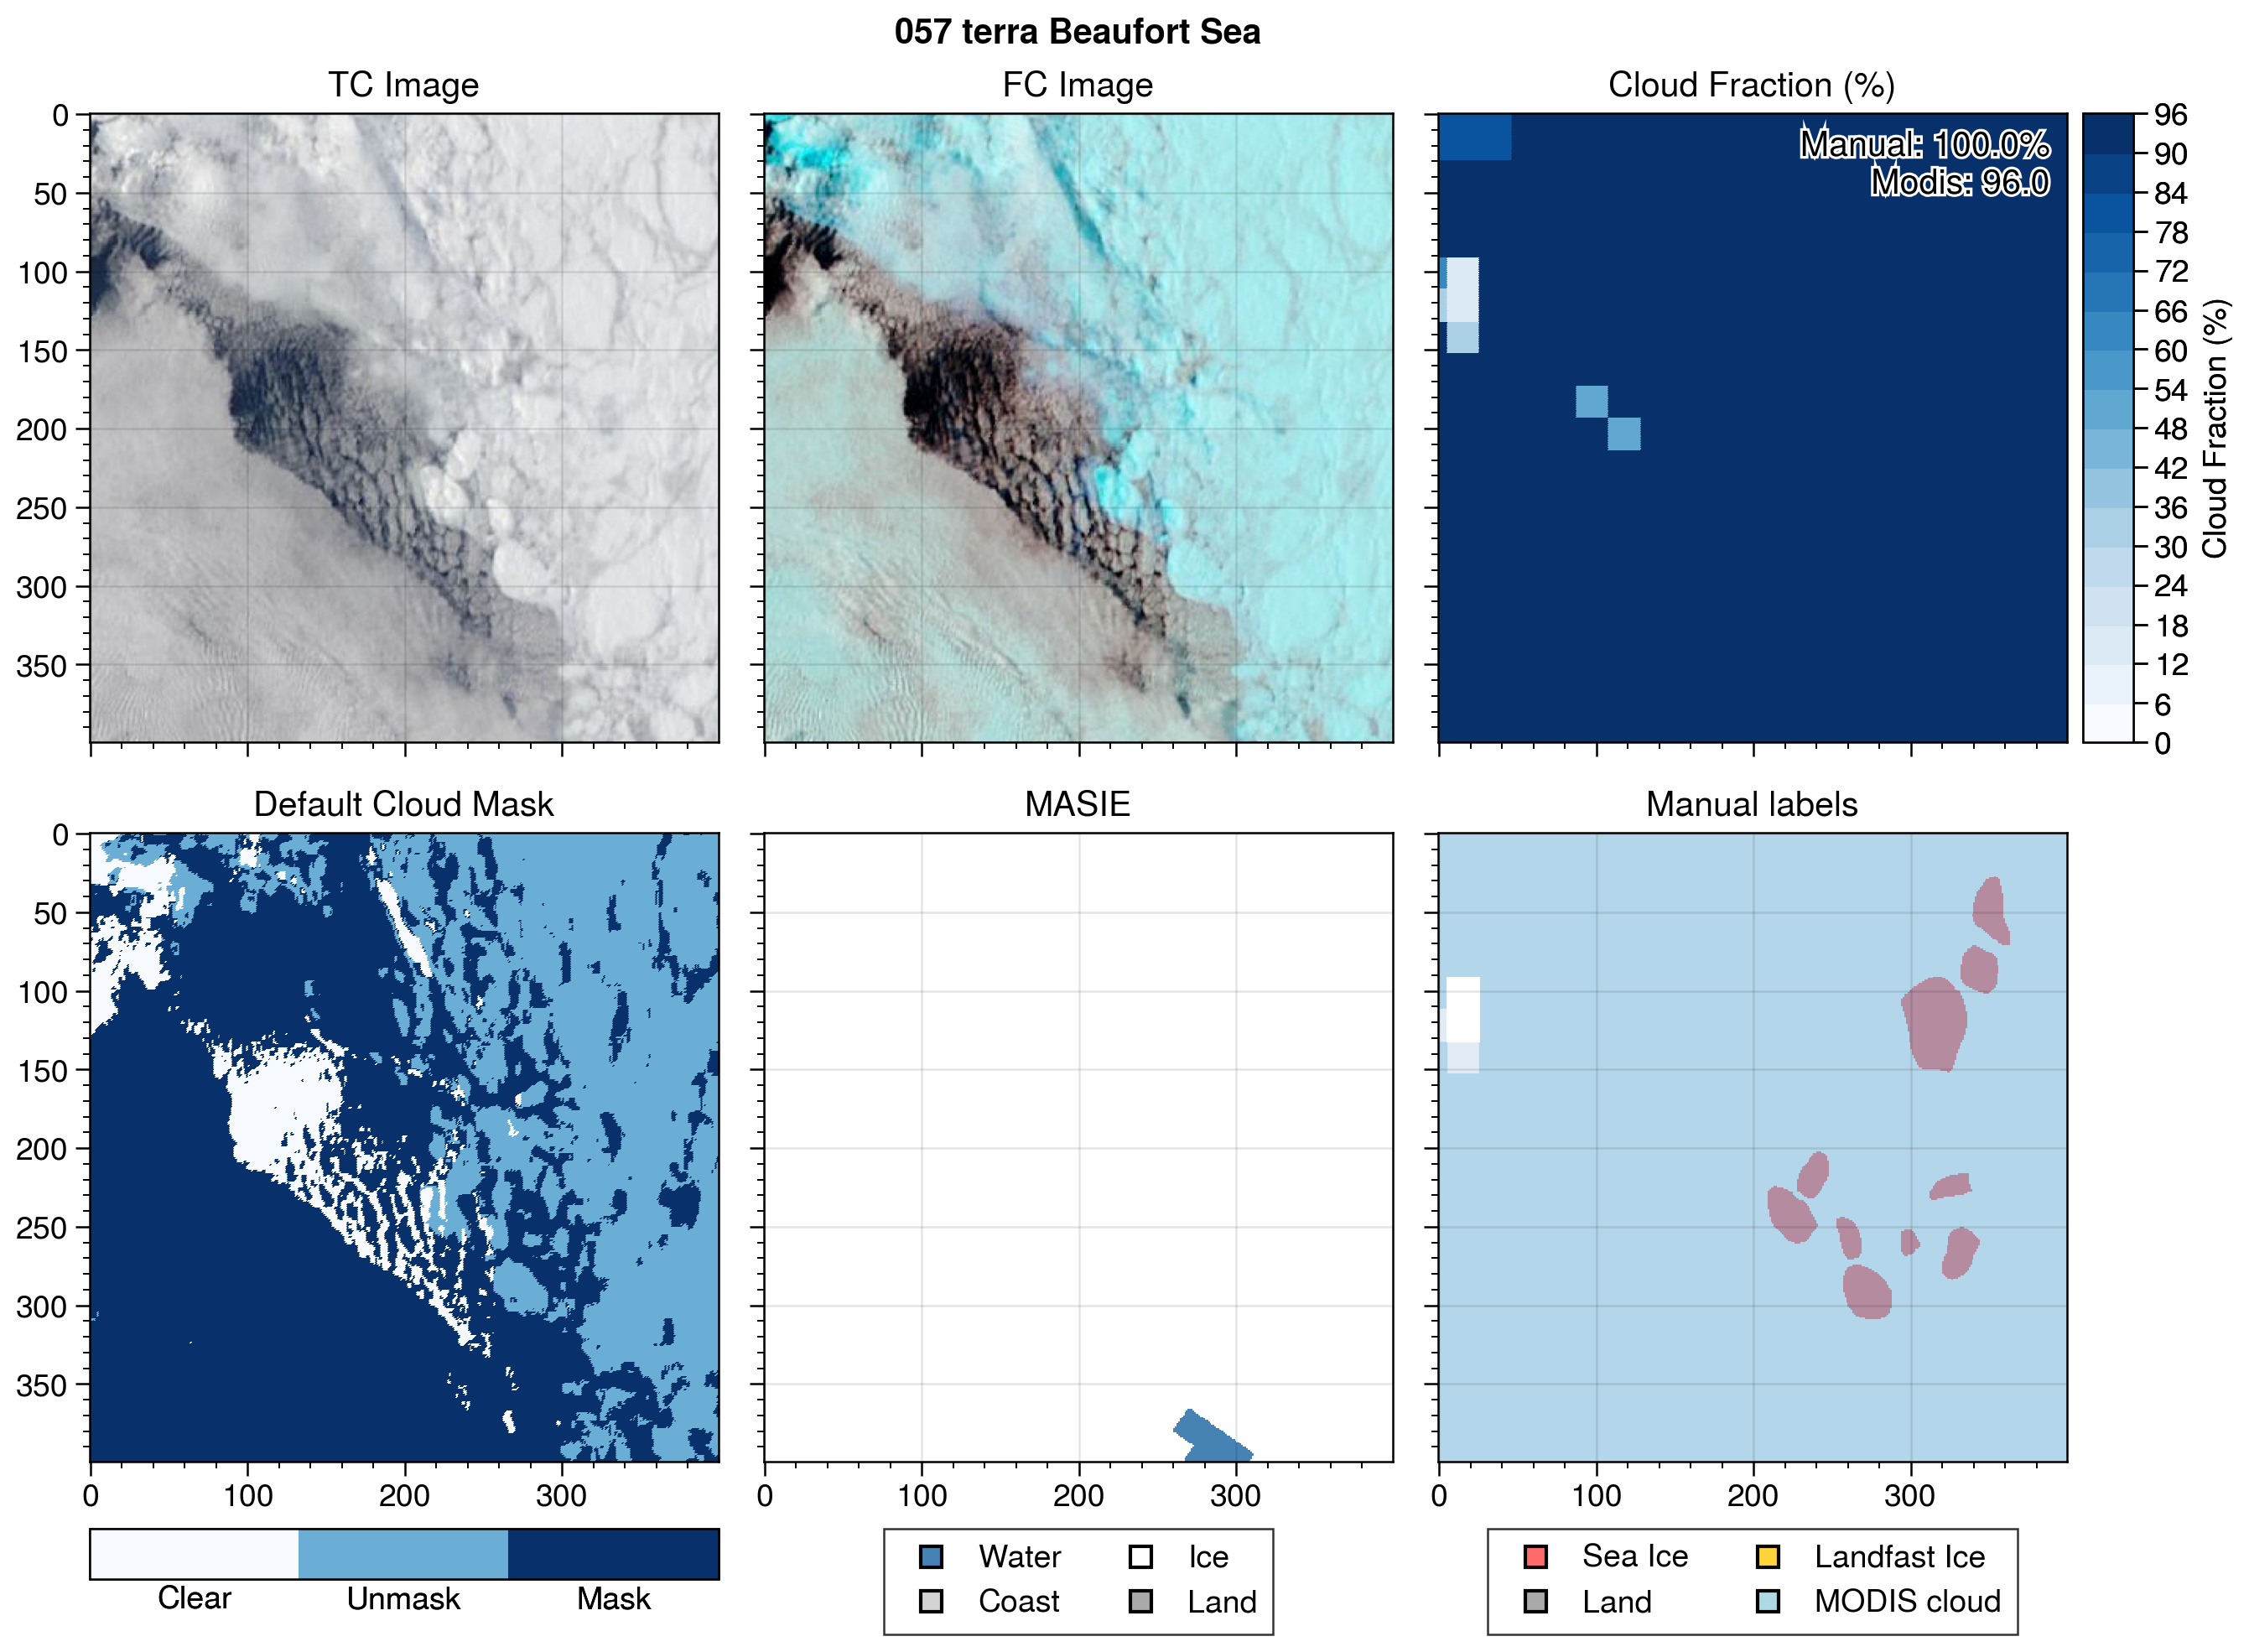 057 terra Beaufort Sea
TC Image
FC Image
Cloud Fraction (%)
0
50
100
150
200
250
300
350
Manual: 100.0%
Modis: 96.0
96
90
84
78
72
66
60
54
48
42
36
30
24
18
12
6
0
Cloud Fraction (%)
Default Cloud Mask
MASIE
Manual labels
0
50
100
150
200
250
300
350
0 100 200 300
0 100 200 300
0 100 200 300
Clear Unmask Mask
Water Ice
Coast Land
Sea Ice Landfast Ice
Land MODIS cloud